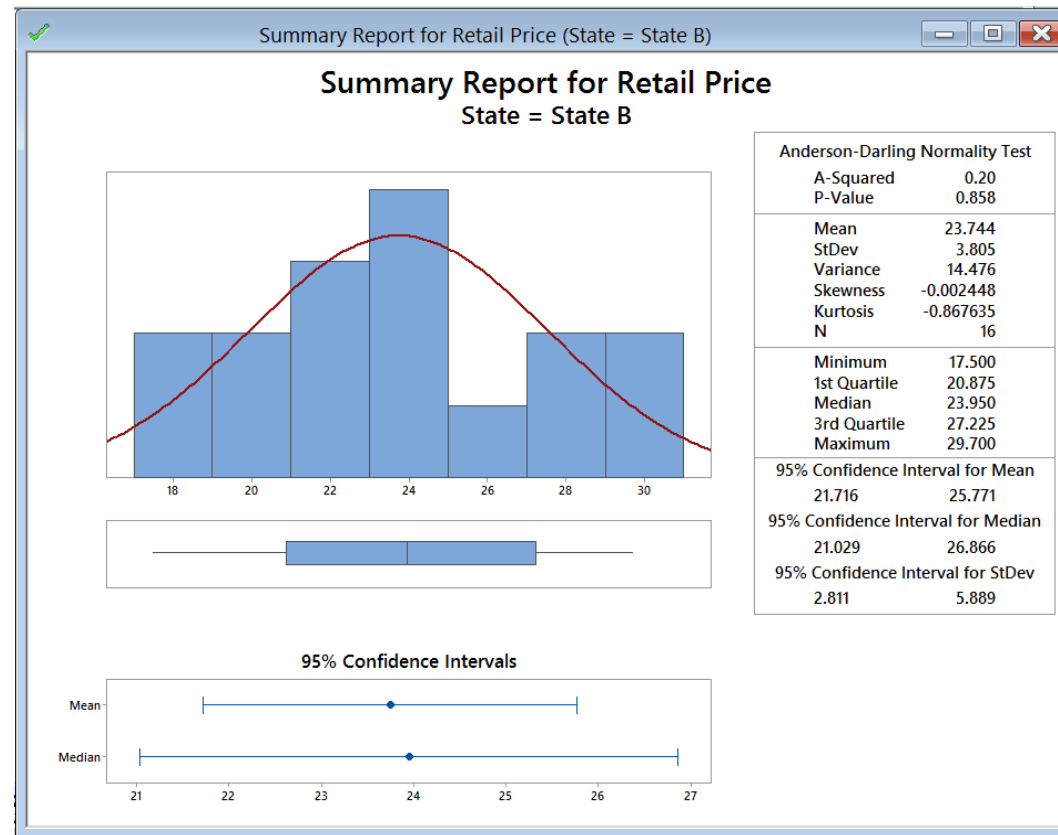 Summary Report for Retail Price (State = State B)
Summary Report for Retail Price
State = State B
18 20 22 24 26 28 30
95% Confidence Intervals
Mean
Median
21 22 23 24 25 26 27
Anderson-Darling Normality Test
A-Squared 0.20
P-Value 0.858
Mean 23.744
StDev 3.805
Variance 14.476
Skewness -0.002448
Kurtosis -0.867635
N 16
Minimum 17.500
1st Quartile 20.875
Median 23.950
3rd Quartile 27.225
Maximum 29.700
95% Confidence Interval for Mean
21.716 25.771
95% Confidence Interval for Median
21.029 26.866
95% Confidence Interval for StDev
2.811 5.889